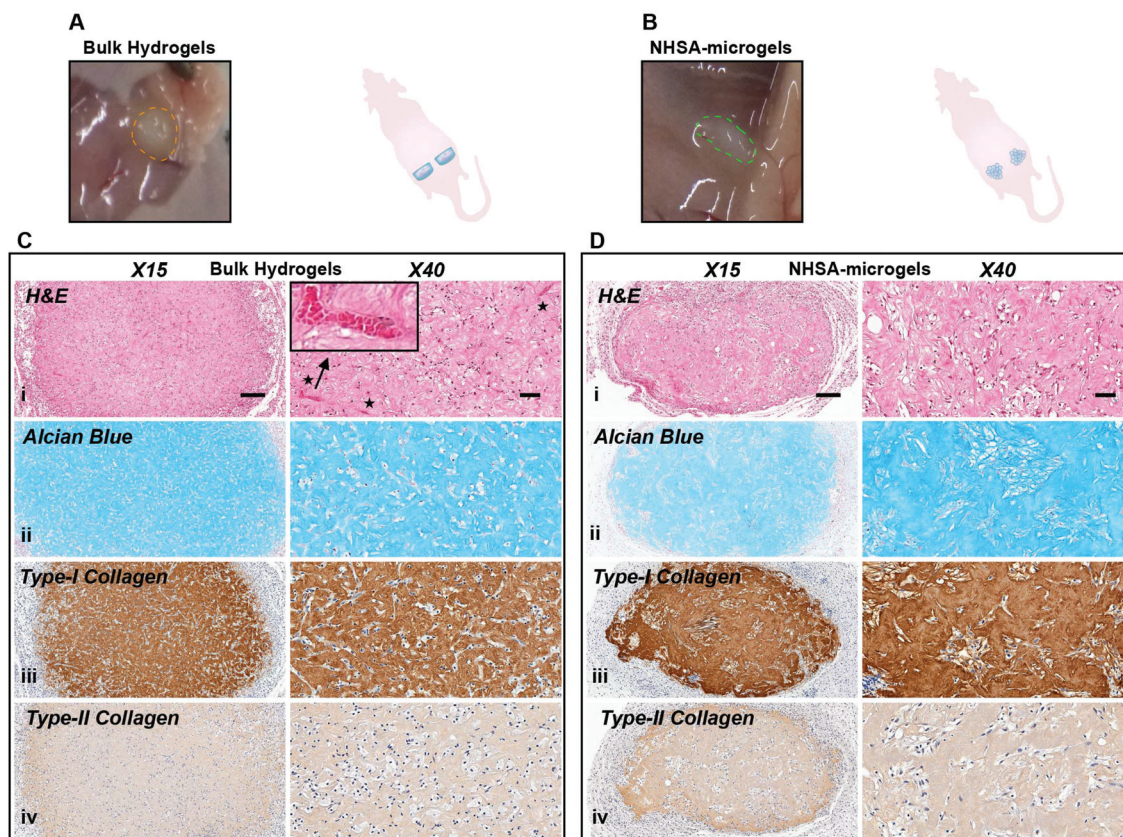 A
Bulk Hydrogels
B
NHSA-microgels
C
X15 Bulk Hydrogels X40
H&E
i
Alcian Blue
ii
Type-I Collagen
iii
Type-II Collagen
iv
D
X15 NHSA-microgels X40
H&E
i
Alcian Blue
ii
Type-I Collagen
iii
Type-II Collagen
iv